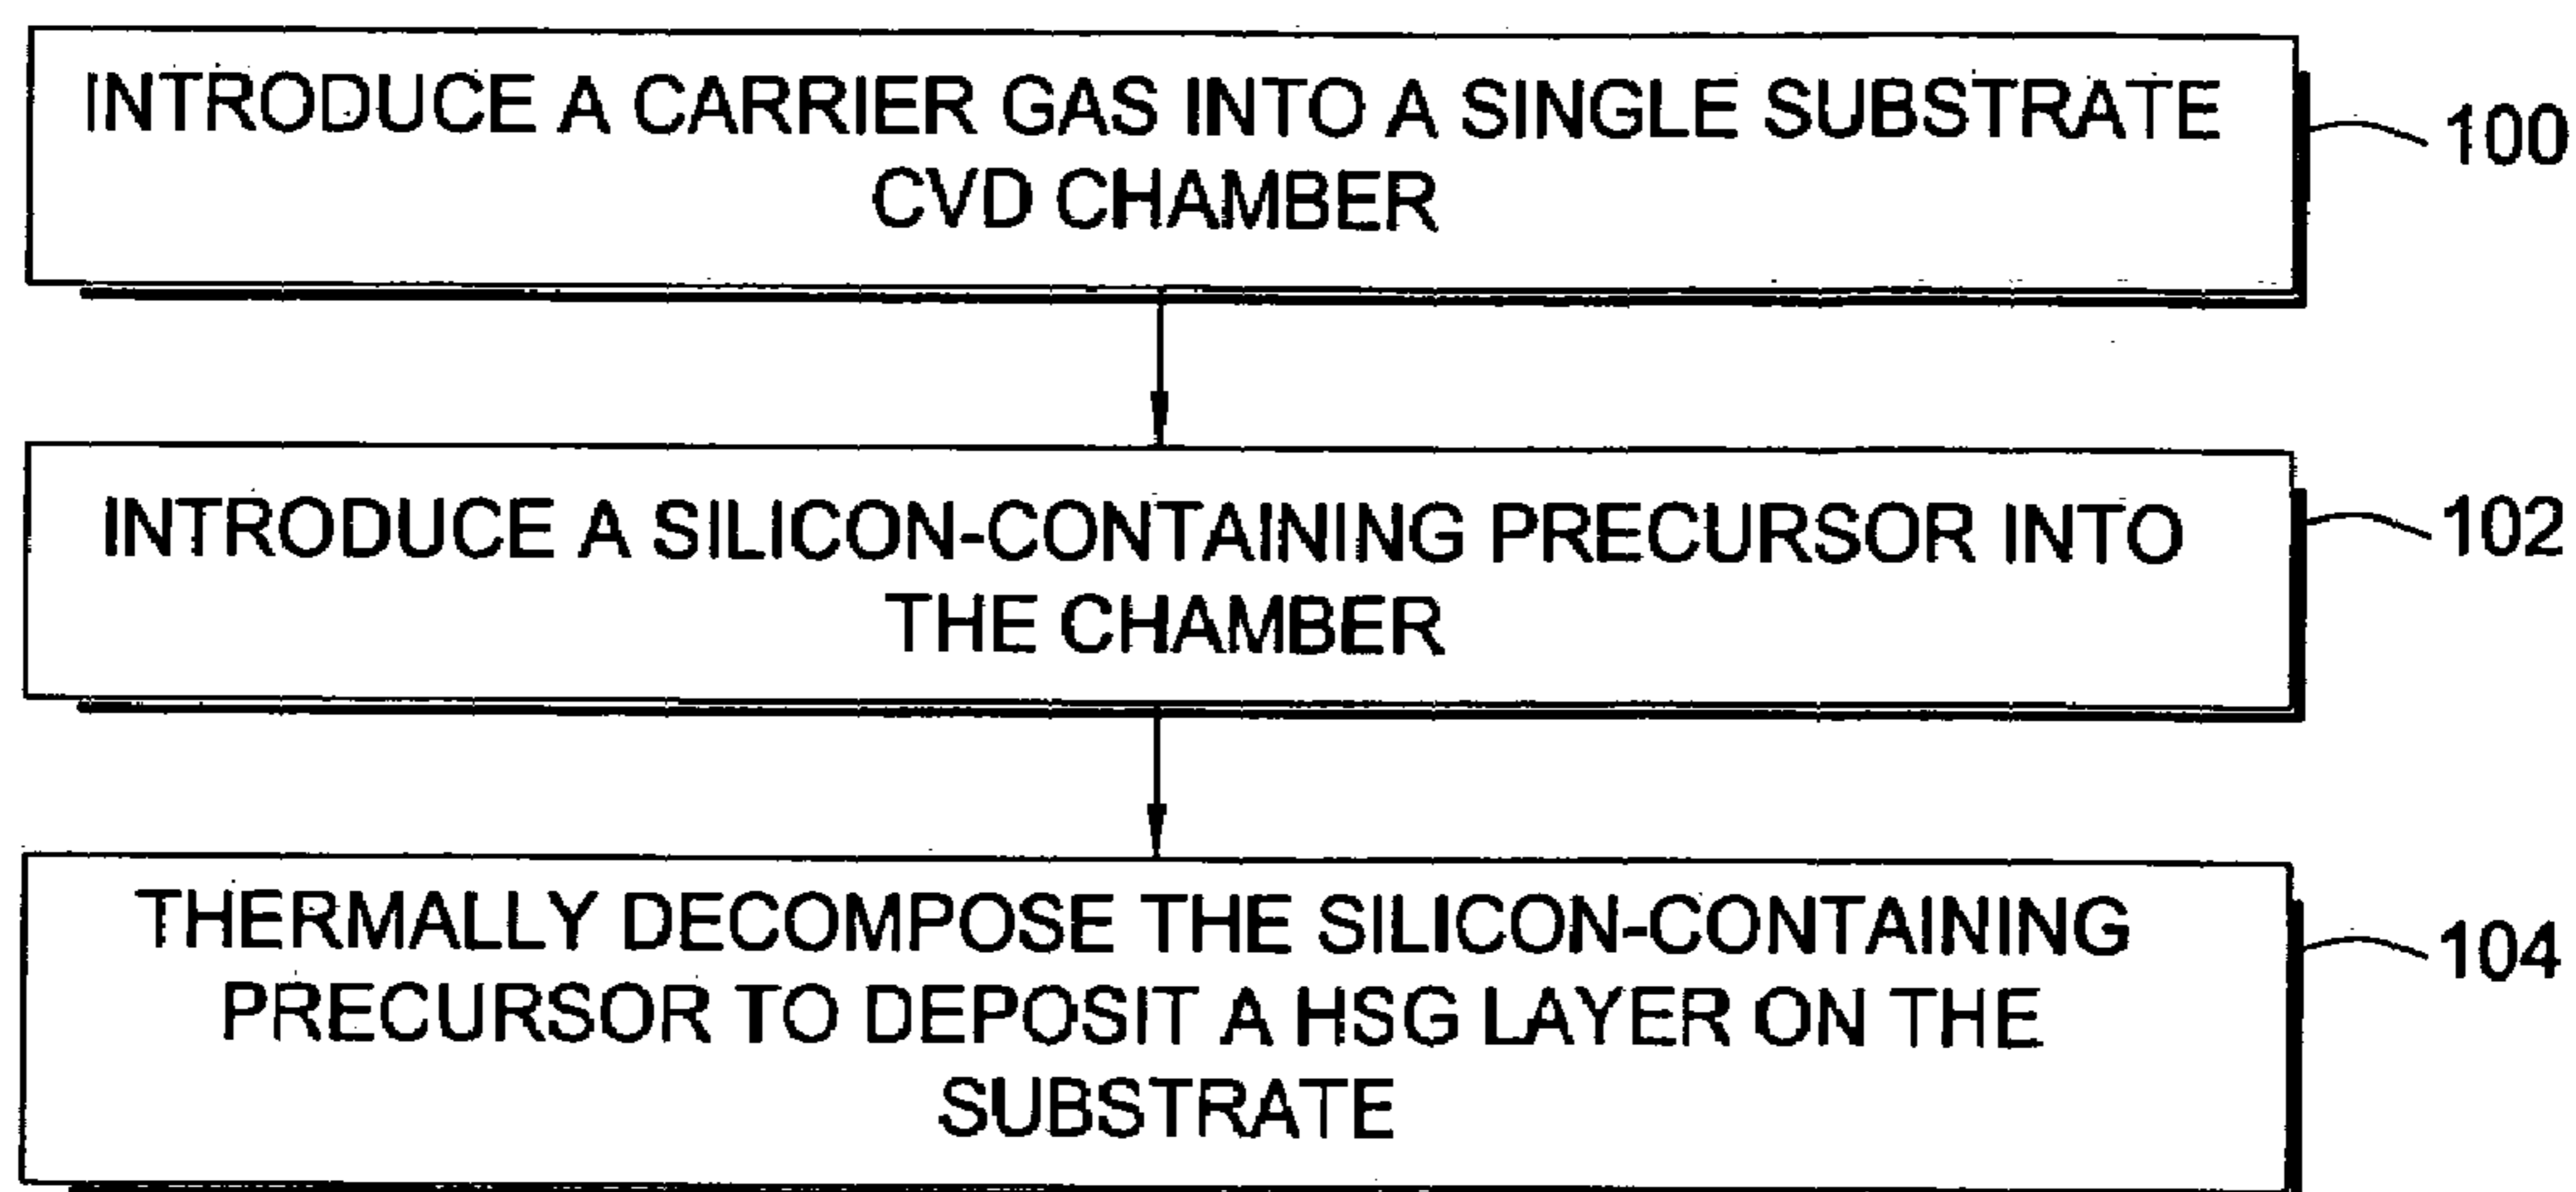 INTRODUCE A CARRIER GAS INTO A SINGLE SUBSTRATE
CVD CHAMBER
100
INTRODUCE A SILICON-CONTAINING PRECURSOR INTO
THE CHAMBER
102
THERMALLY DECOMPOSE THE SILICON-CONTAINING
PRECURSOR TO DEPOSIT A HSG LAYER ON THE
SUBSTRATE
104